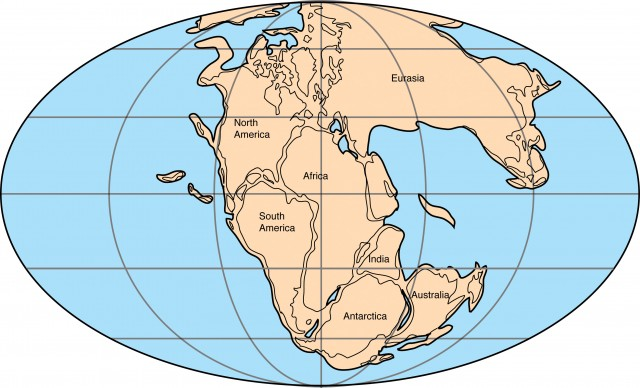 Eurasia
North
America
Africa
South
America
India
Australia
Antarctica